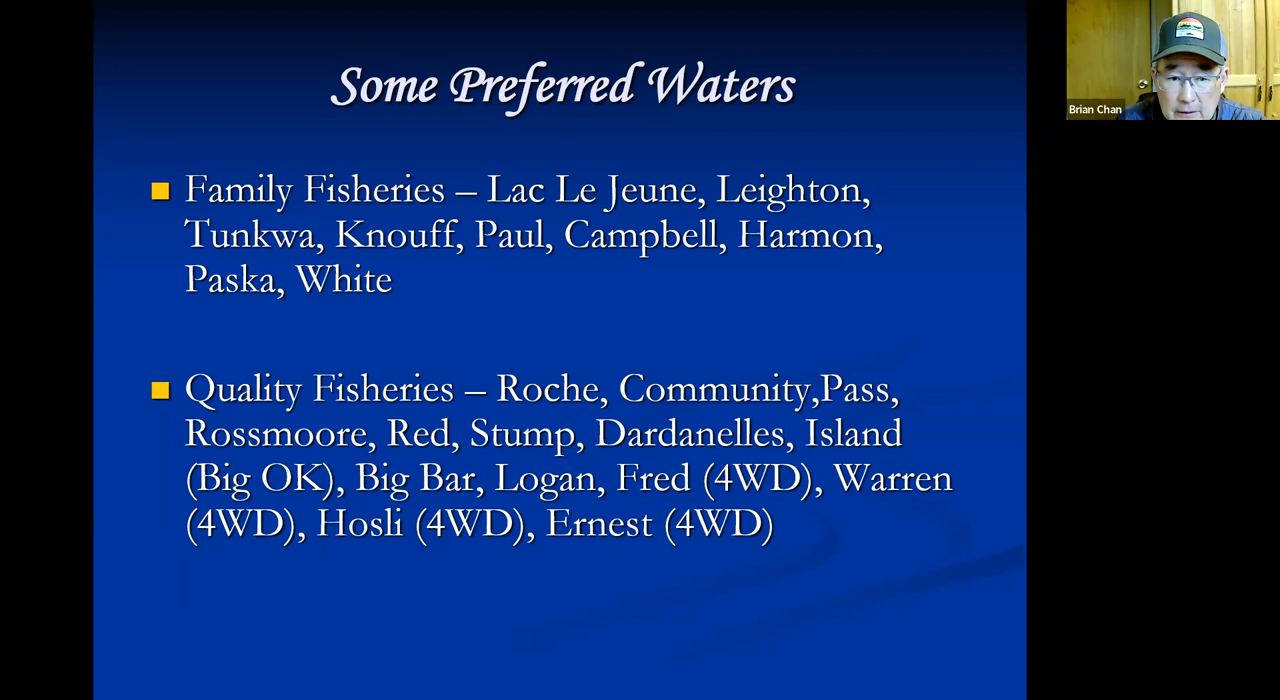 Some Preferred Waters
Family Fisheries – Lac Le Jeune, Leighton,
Tunkwa, Knouff, Paul, Campbell, Harmon,
Paska, White
Quality Fisheries – Roche, Community,Pass,
Rossmoore, Red, Stump, Dardanelles, Island
(Big OK), Big Bar, Logan, Fred (4WD), Warren
(4WD), Hosli (4WD), Ernest (4WD)
Brian Chan